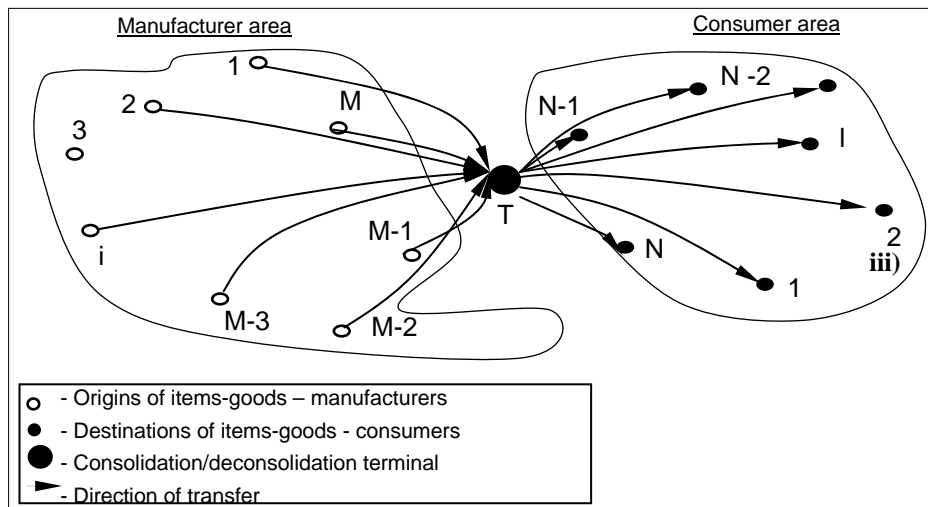 Manufacturer area
Consumer area
1
N -2
M
N-1
2
3
I
T
2
M-1
N
i
iii)
1
M-3
M-2
- Origins of items-goods – manufacturers
- Destinations of items-goods - consumers
- Consolidation/deconsolidation terminal
- Direction of transfer